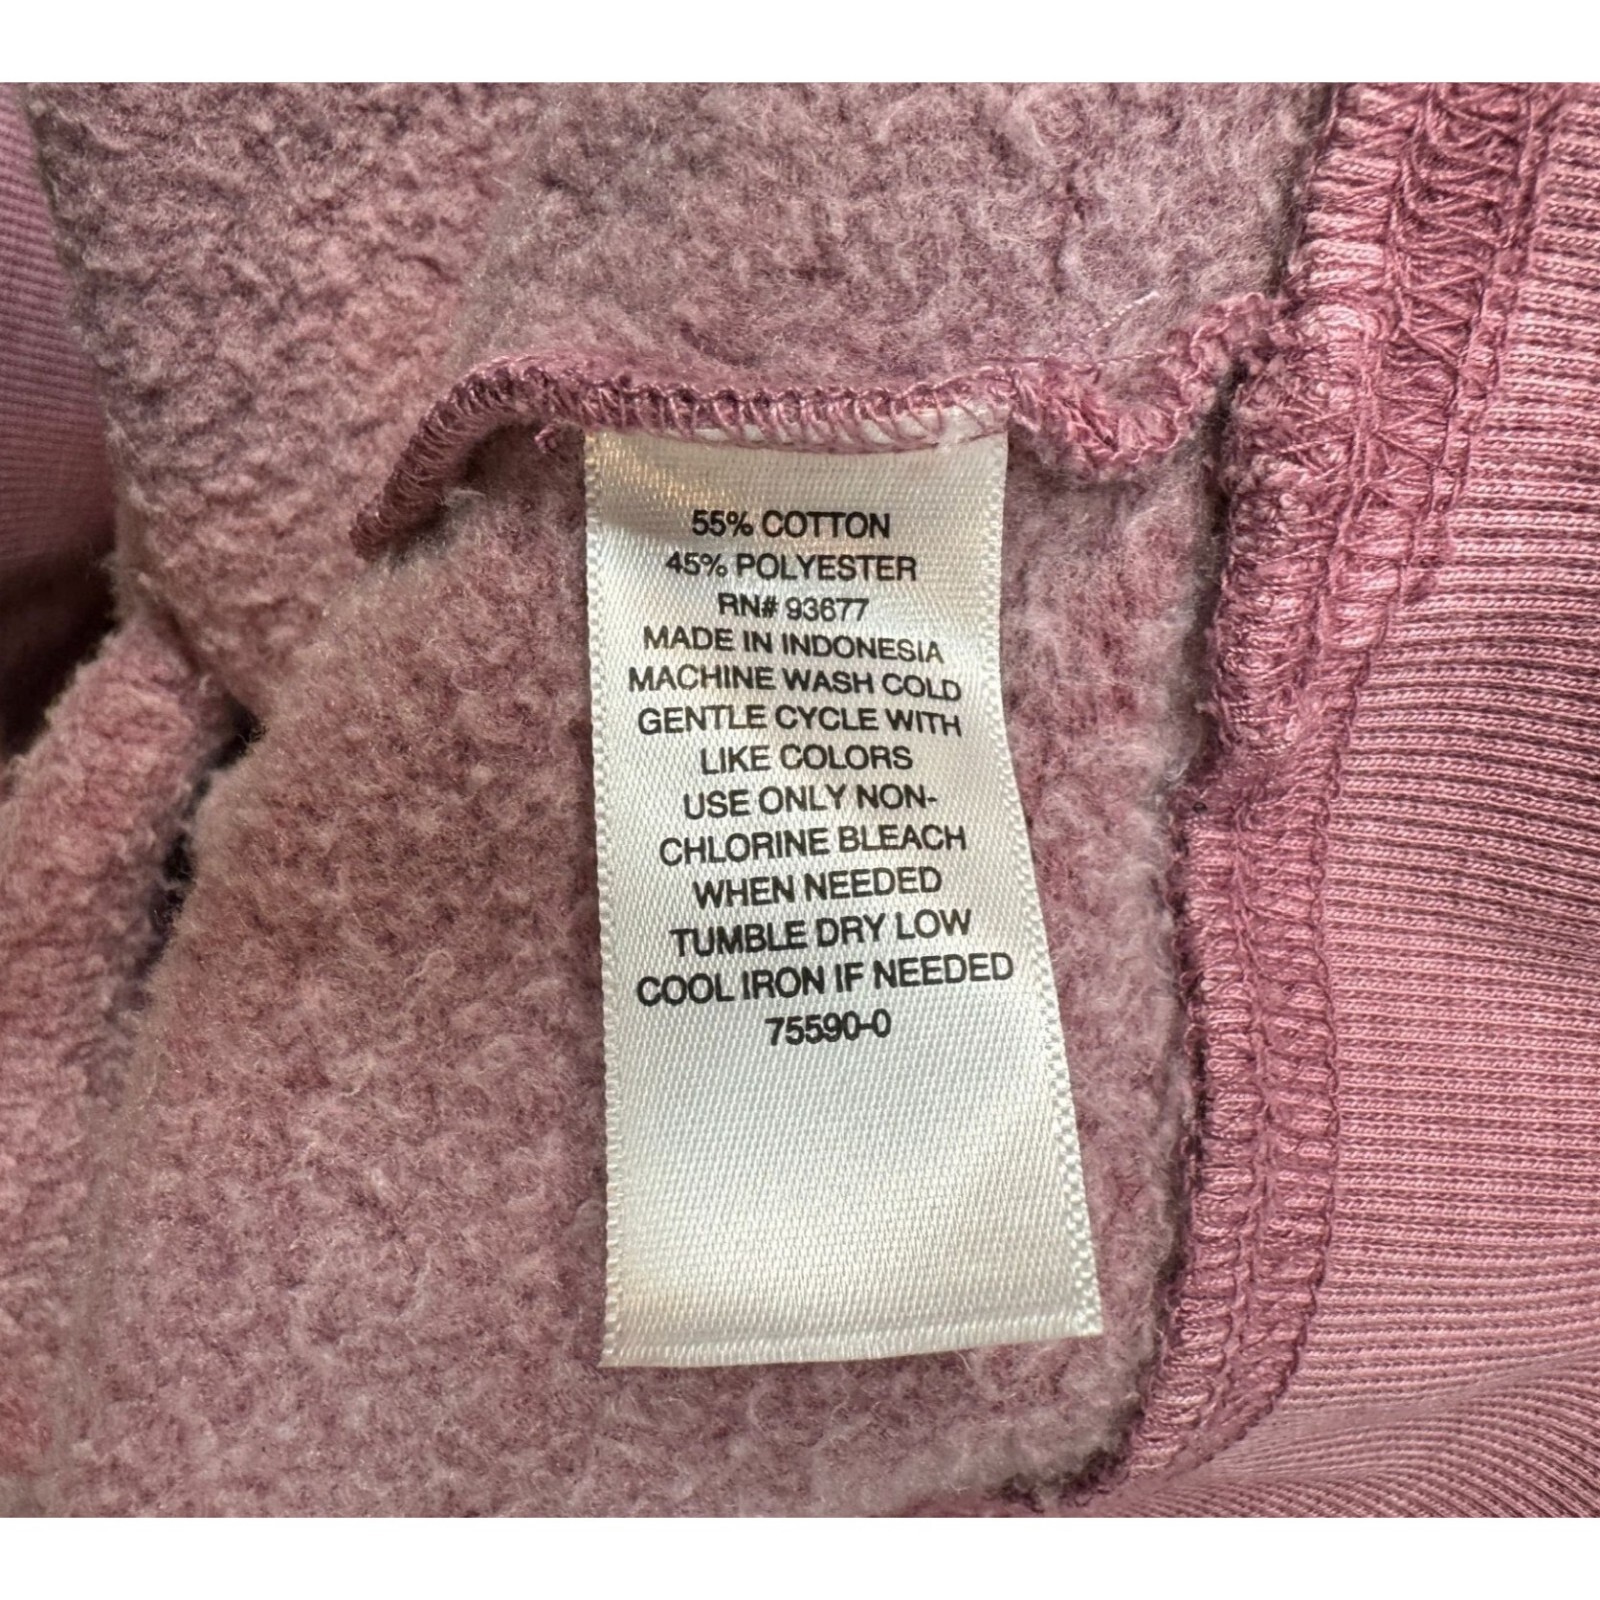 55% COTTON
45% POLYESTER
RN# 93677
MADE IN INDONESIA
MACHINE WASH COLD
GENTLE CYCLE WITH
LIKE COLORS
USE ONLY NON-
CHLORINE BLEACH
WHEN NEEDED
TUMBLE DRY LOW
COOL IRON IF NEEDED
75590-0